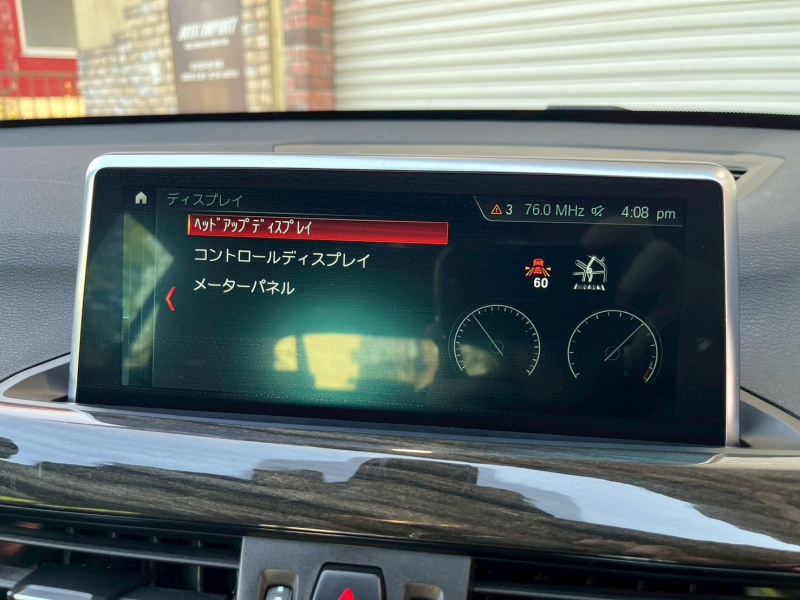 ディスプレイ
3 76.0 MHz 4:08 pm
ﾍｯﾄﾞｱｯﾌﾟﾃﾞｨｽﾌﾟﾚｲ
コントロールディスプレイ
メーターパネル
60